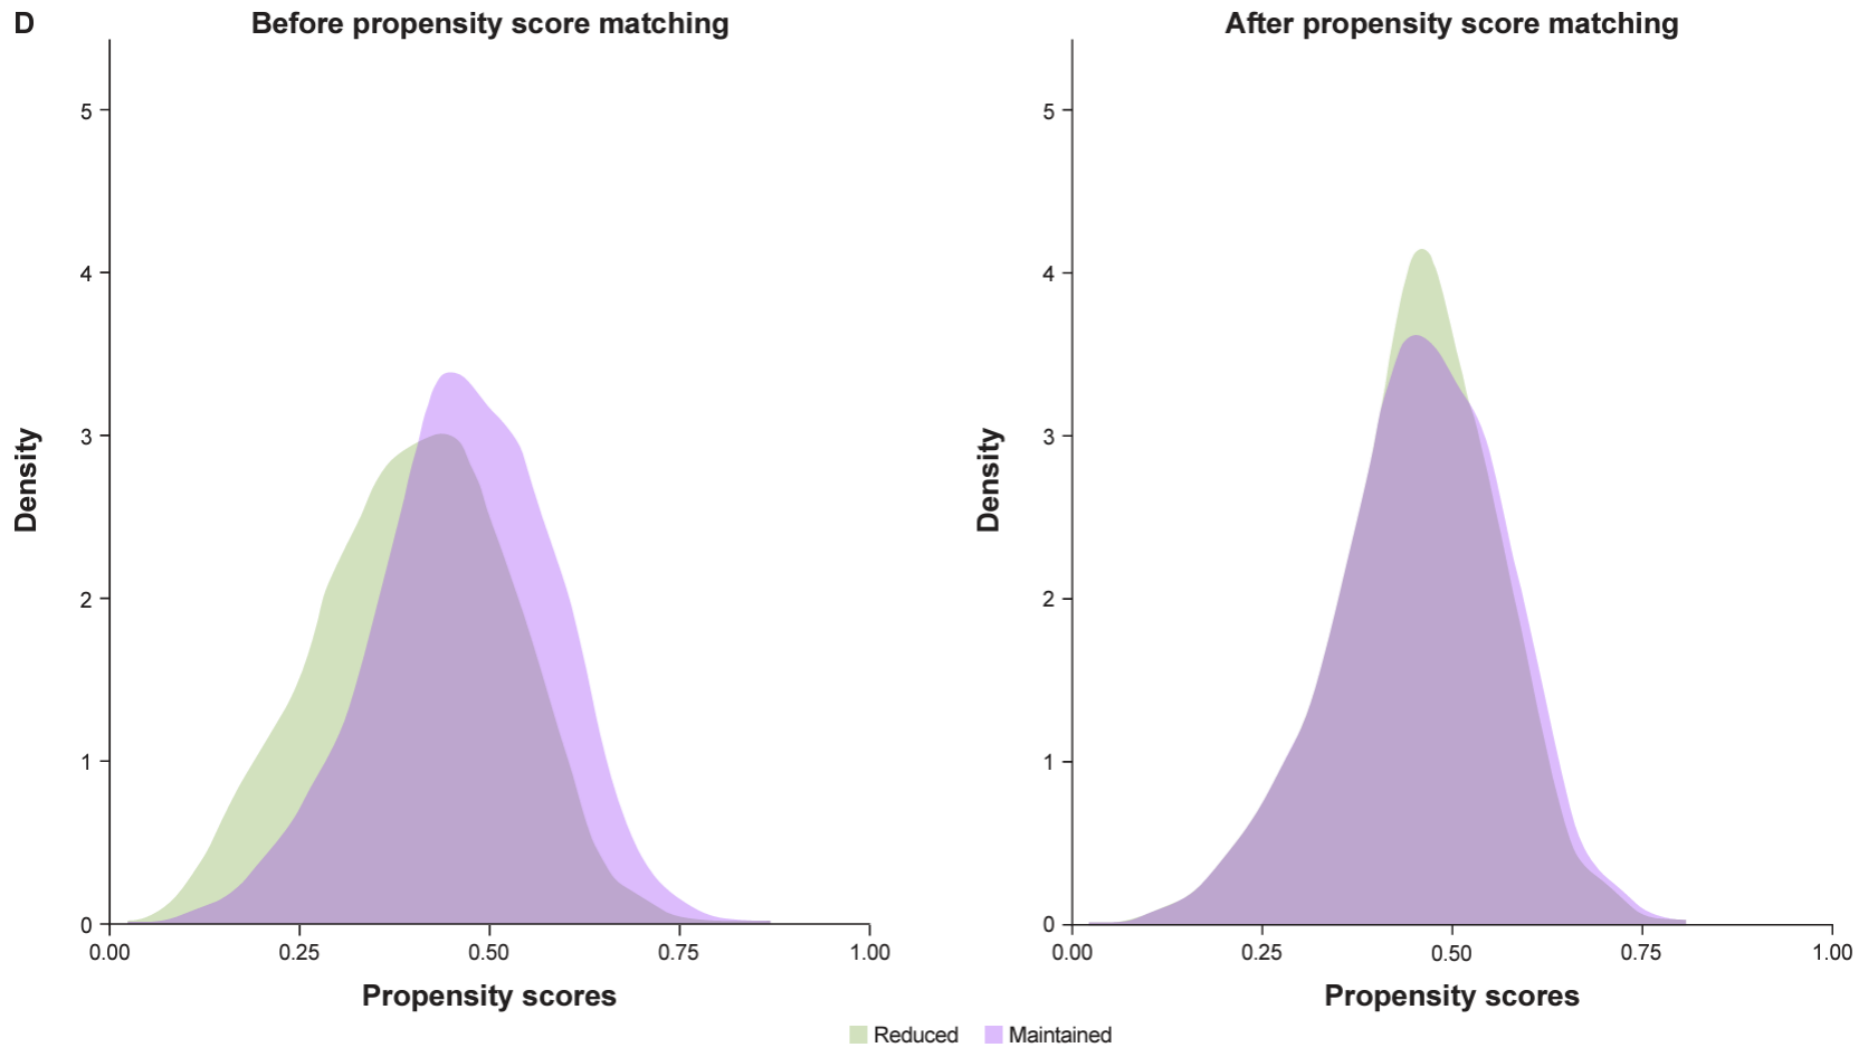 D
Before propensity score matching
5
4
3
2
1
0
Density
0.00 0.25 0.50 0.75 1.00
Propensity scores
After propensity score matching
5
4
3
2
1
0
Density
0.00 0.25 0.50 0.75 1.00
Propensity scores
Reduced Maintained